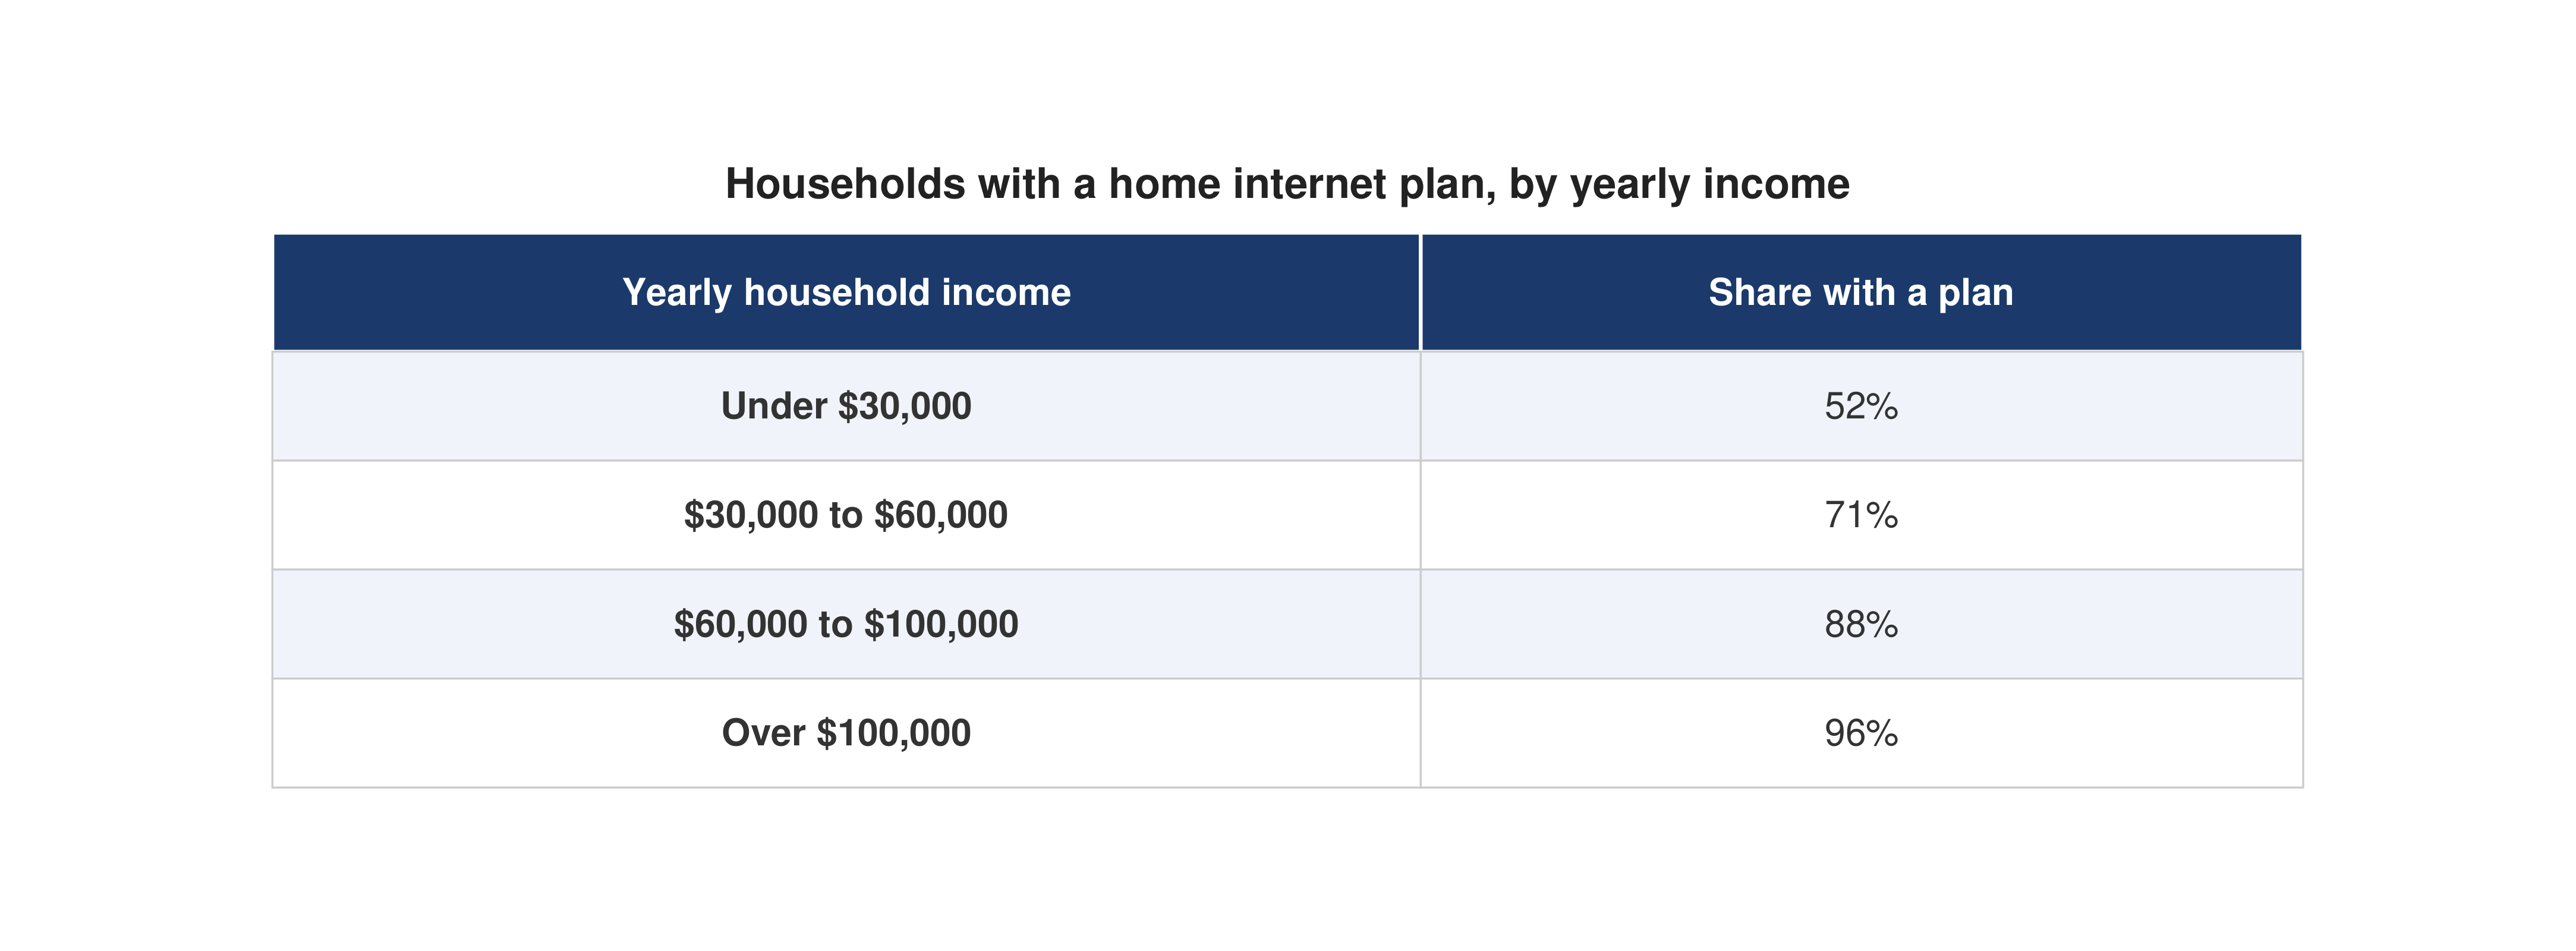 Households with a home internet plan, by yearly income
Yearly household income Share with a plan
Under $30,000 52%
$30,000 to $60,000 71%
$60,000 to $100,000 88%
Over $100,000 96%